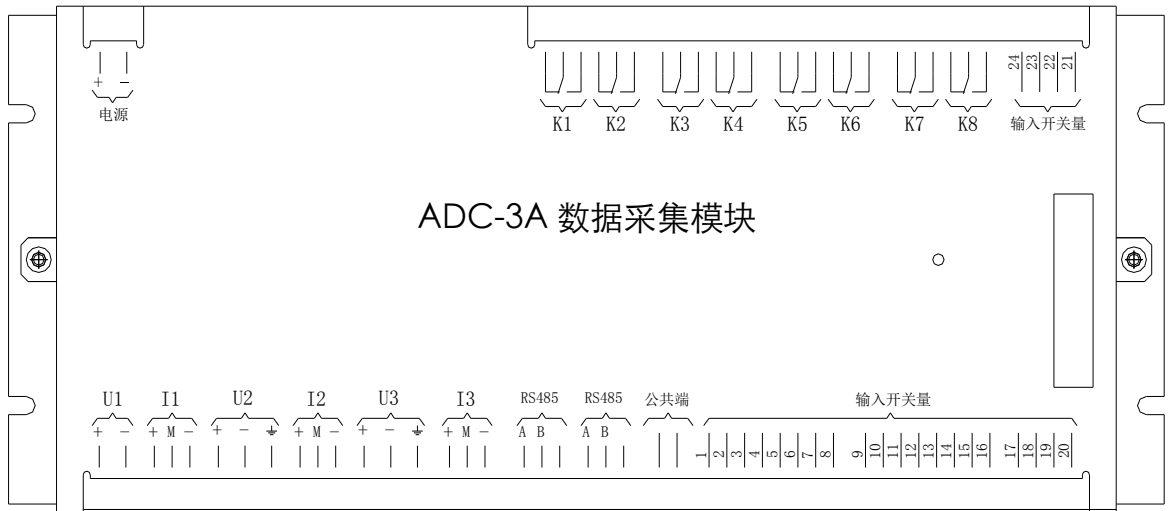 + −
电源
K1 K2 K3 K4 K5 K6 K7 K8
24 23 22 21
输入开关量
ADC-3A 数据采集模块
U1 I1 U2 I2 U3 I3 RS485 RS485 公共端 输入开关量
+ − + M − + − + M − + − + M − A B A B
1 2 3 4 5 6 7 8 9 10 11 12 13 14 15 16 17 18 19 20